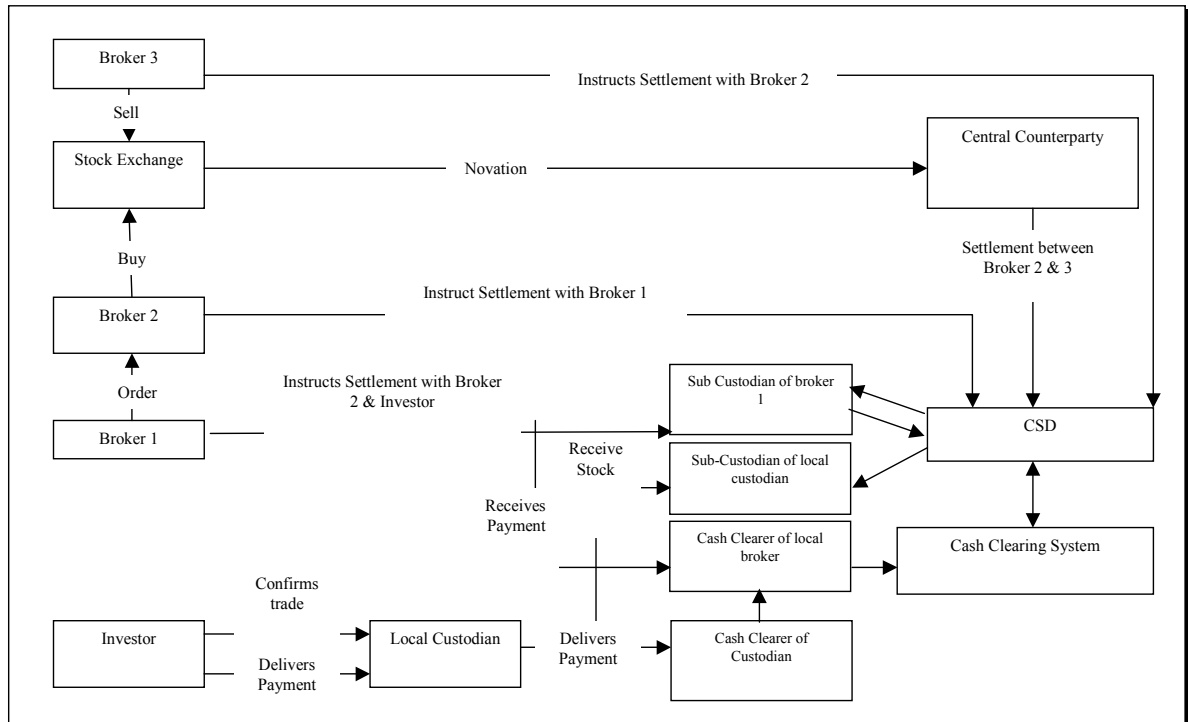 Broker 3
Instructs Settlement with Broker 2
Sell
Stock Exchange
Central Counterparty
Novation
Settlement between
Broker 2 & 3
Buy
Instruct Settlement with Broker 1
Broker 2
Order
Instructs Settlement with Broker
2 & Investor
Sub Custodian of broker
1
Broker 1
CSD
Receive
Stock
Sub-Custodian of local
custodian
Receives
Payment
Cash Clearer of local
broker
Cash Clearing System
Confirms
trade
Investor
Local Custodian
Delivers
Payment
Cash Clearer of
Custodian
Delivers
Payment